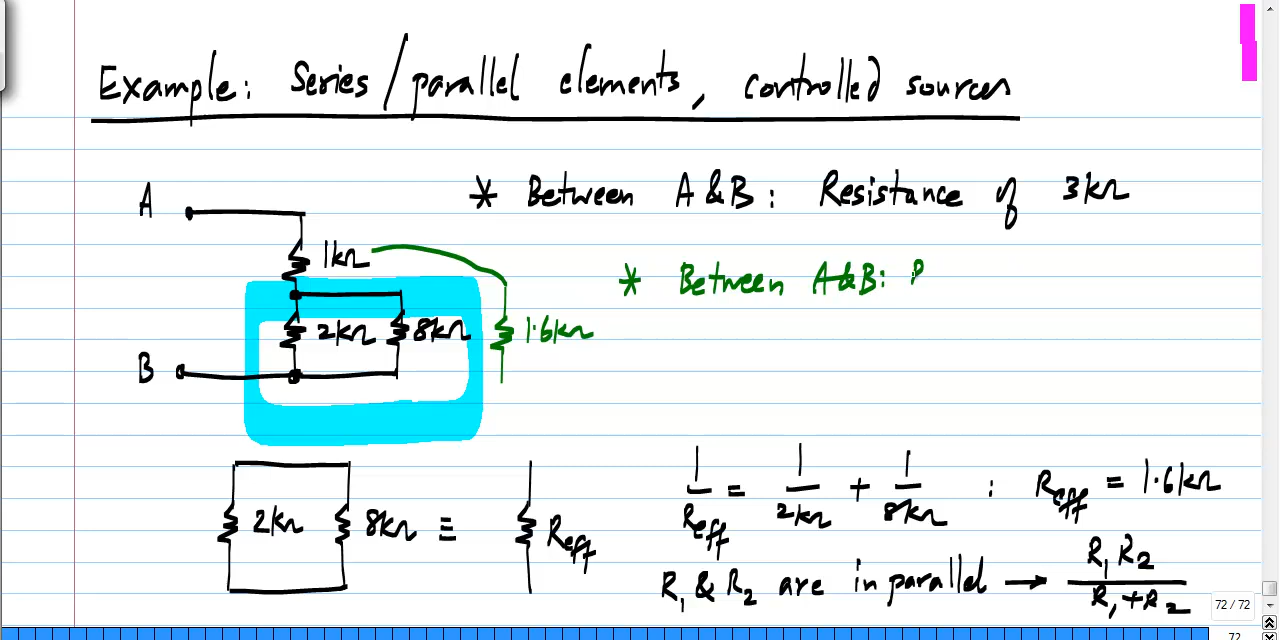 Example: Series/parallel elements, controlled sources
A
* Between A & B: Resistance of 3kΩ
1kΩ
* Between A&B: R
2kΩ
8kΩ
1.6kΩ
B
1/Reff = 1/2kΩ + 1/8kΩ : Reff = 1.6kΩ
2kΩ 8kΩ ≡ Reff
R1 & R2 are in parallel → R1 R2 / R1 + R2
72 / 72
72